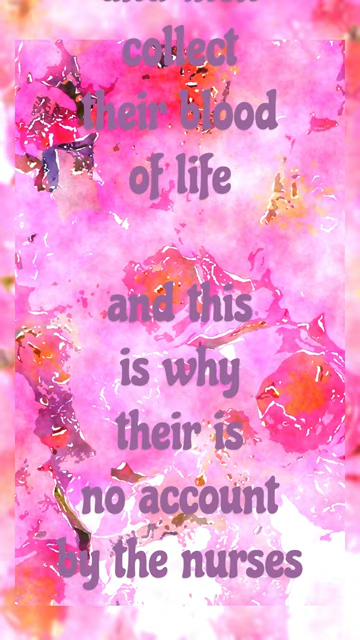 collect
their blood
of life
and this
is why
their is
no account
by the nurses